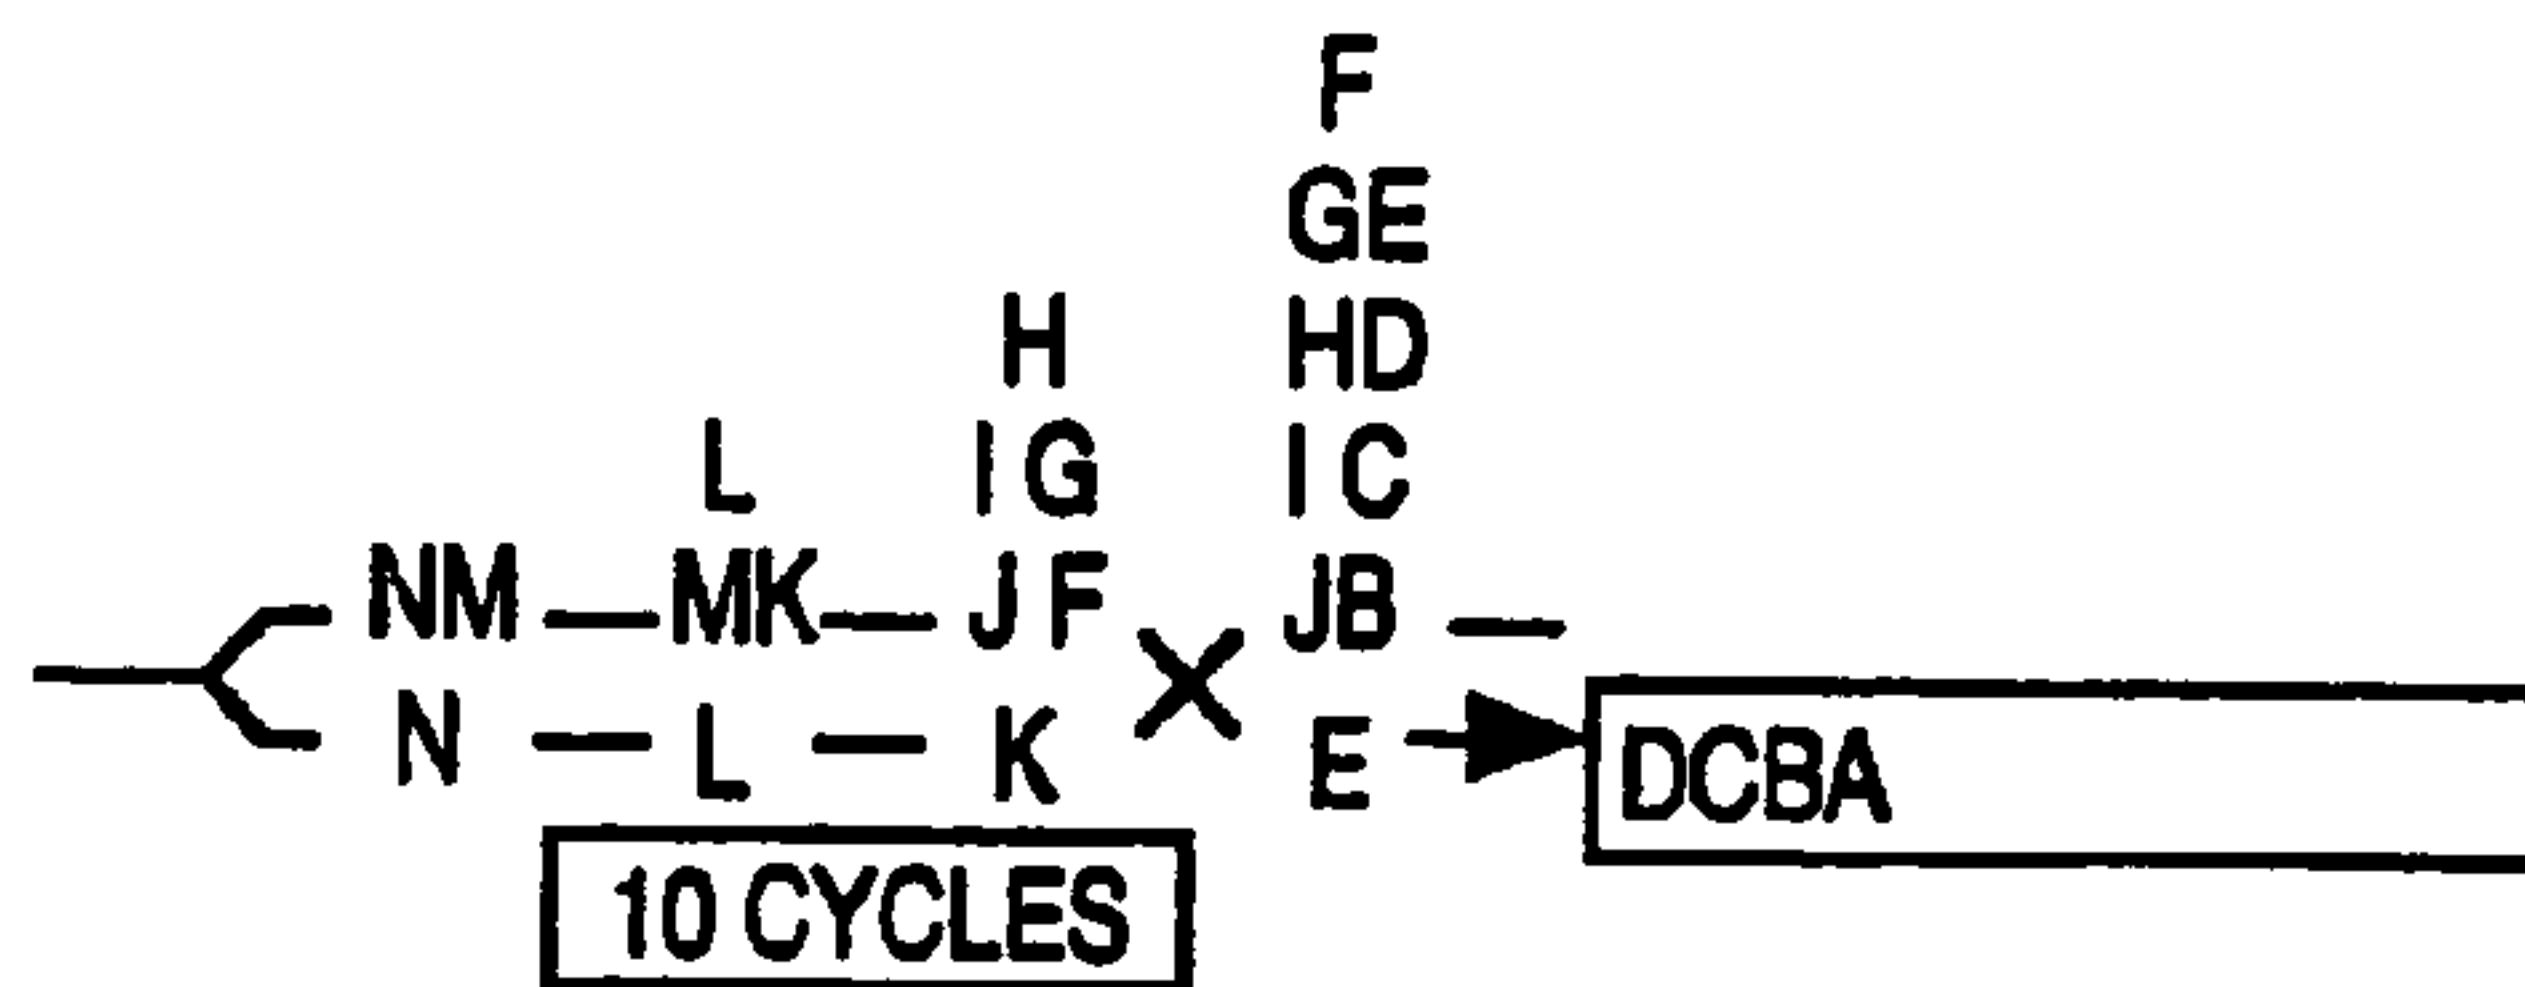 F
GE
H HD
L IG IC
NM MK JF JB
N L K E DCBA
10 CYCLES